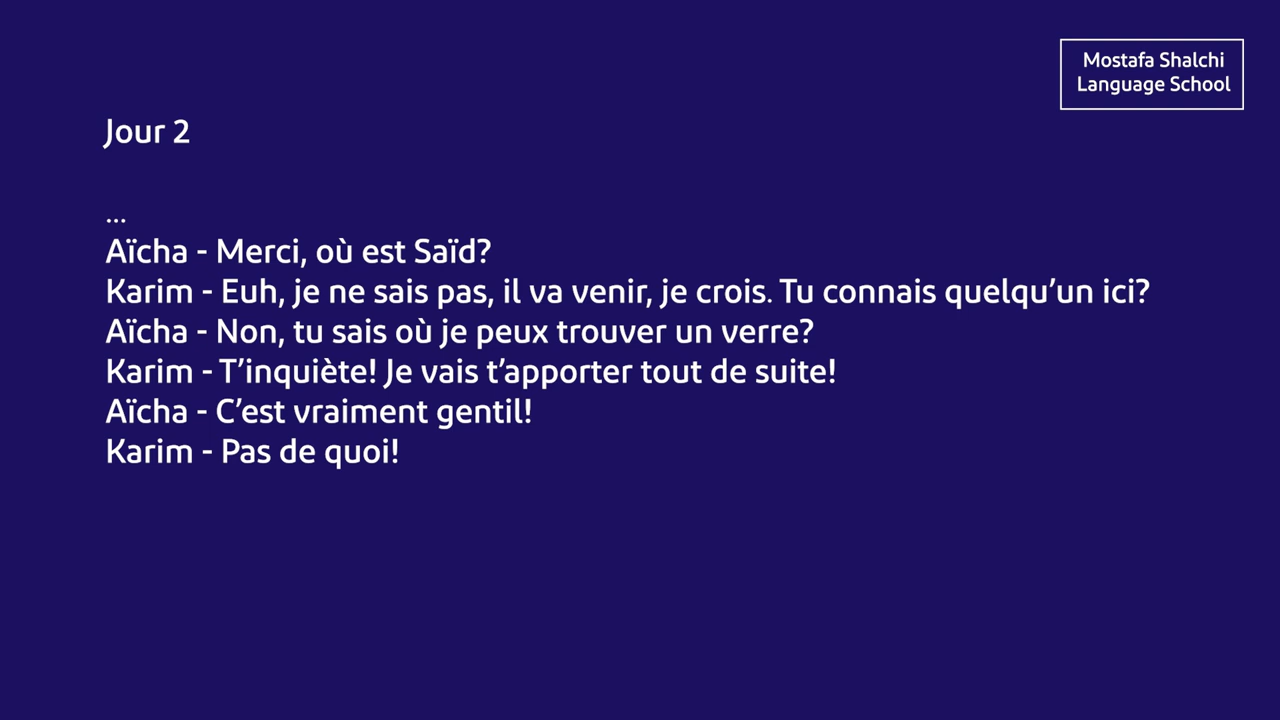 Mostafa Shalchi
Language School
Jour 2
...
Aïcha - Merci, où est Saïd?
Karim - Euh, je ne sais pas, il va venir, je crois. Tu connais quelqu’un ici?
Aïcha - Non, tu sais où je peux trouver un verre?
Karim - T’inquiète! Je vais t’apporter tout de suite!
Aïcha - C’est vraiment gentil!
Karim - Pas de quoi!